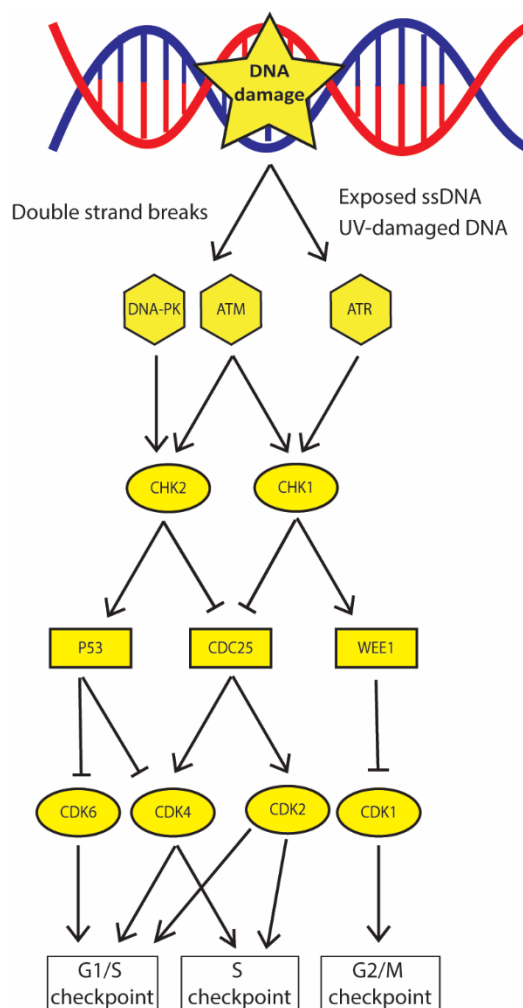 DNA
damage
Double strand breaks
Exposed ssDNA
UV-damaged DNA
DNA-PK
ATM
ATR
CHK2
CHK1
P53
CDC25
WEE1
CDK6
CDK4
CDK2
CDK1
G1/S
checkpoint
S
checkpoint
G2/M
checkpoint